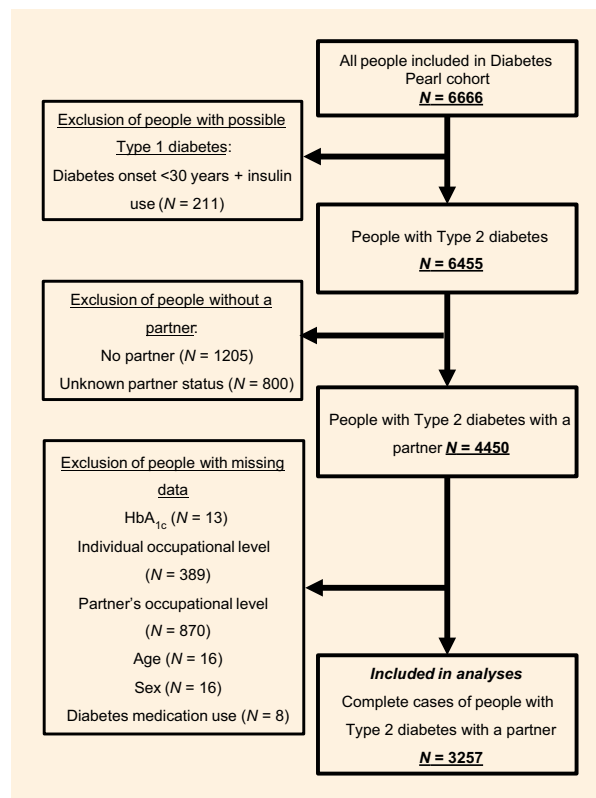 All people included in Diabetes
Pearl cohort
N = 6666
Exclusion of people with possible
Type 1 diabetes:
Diabetes onset <30 years + insulin
use (N = 211)
People with Type 2 diabetes
N = 6455
Exclusion of people without a
partner:
No partner (N = 1205)
Unknown partner status (N = 800)
People with Type 2 diabetes with a
partner N = 4450
Exclusion of people with missing
data
HbA1c (N = 13)
Individual occupational level
(N = 389)
Partner's occupational level
(N = 870)
Age (N = 16)
Sex (N = 16)
Diabetes medication use (N = 8)
Included in analyses
Complete cases of people with
Type 2 diabetes with a partner
N = 3257